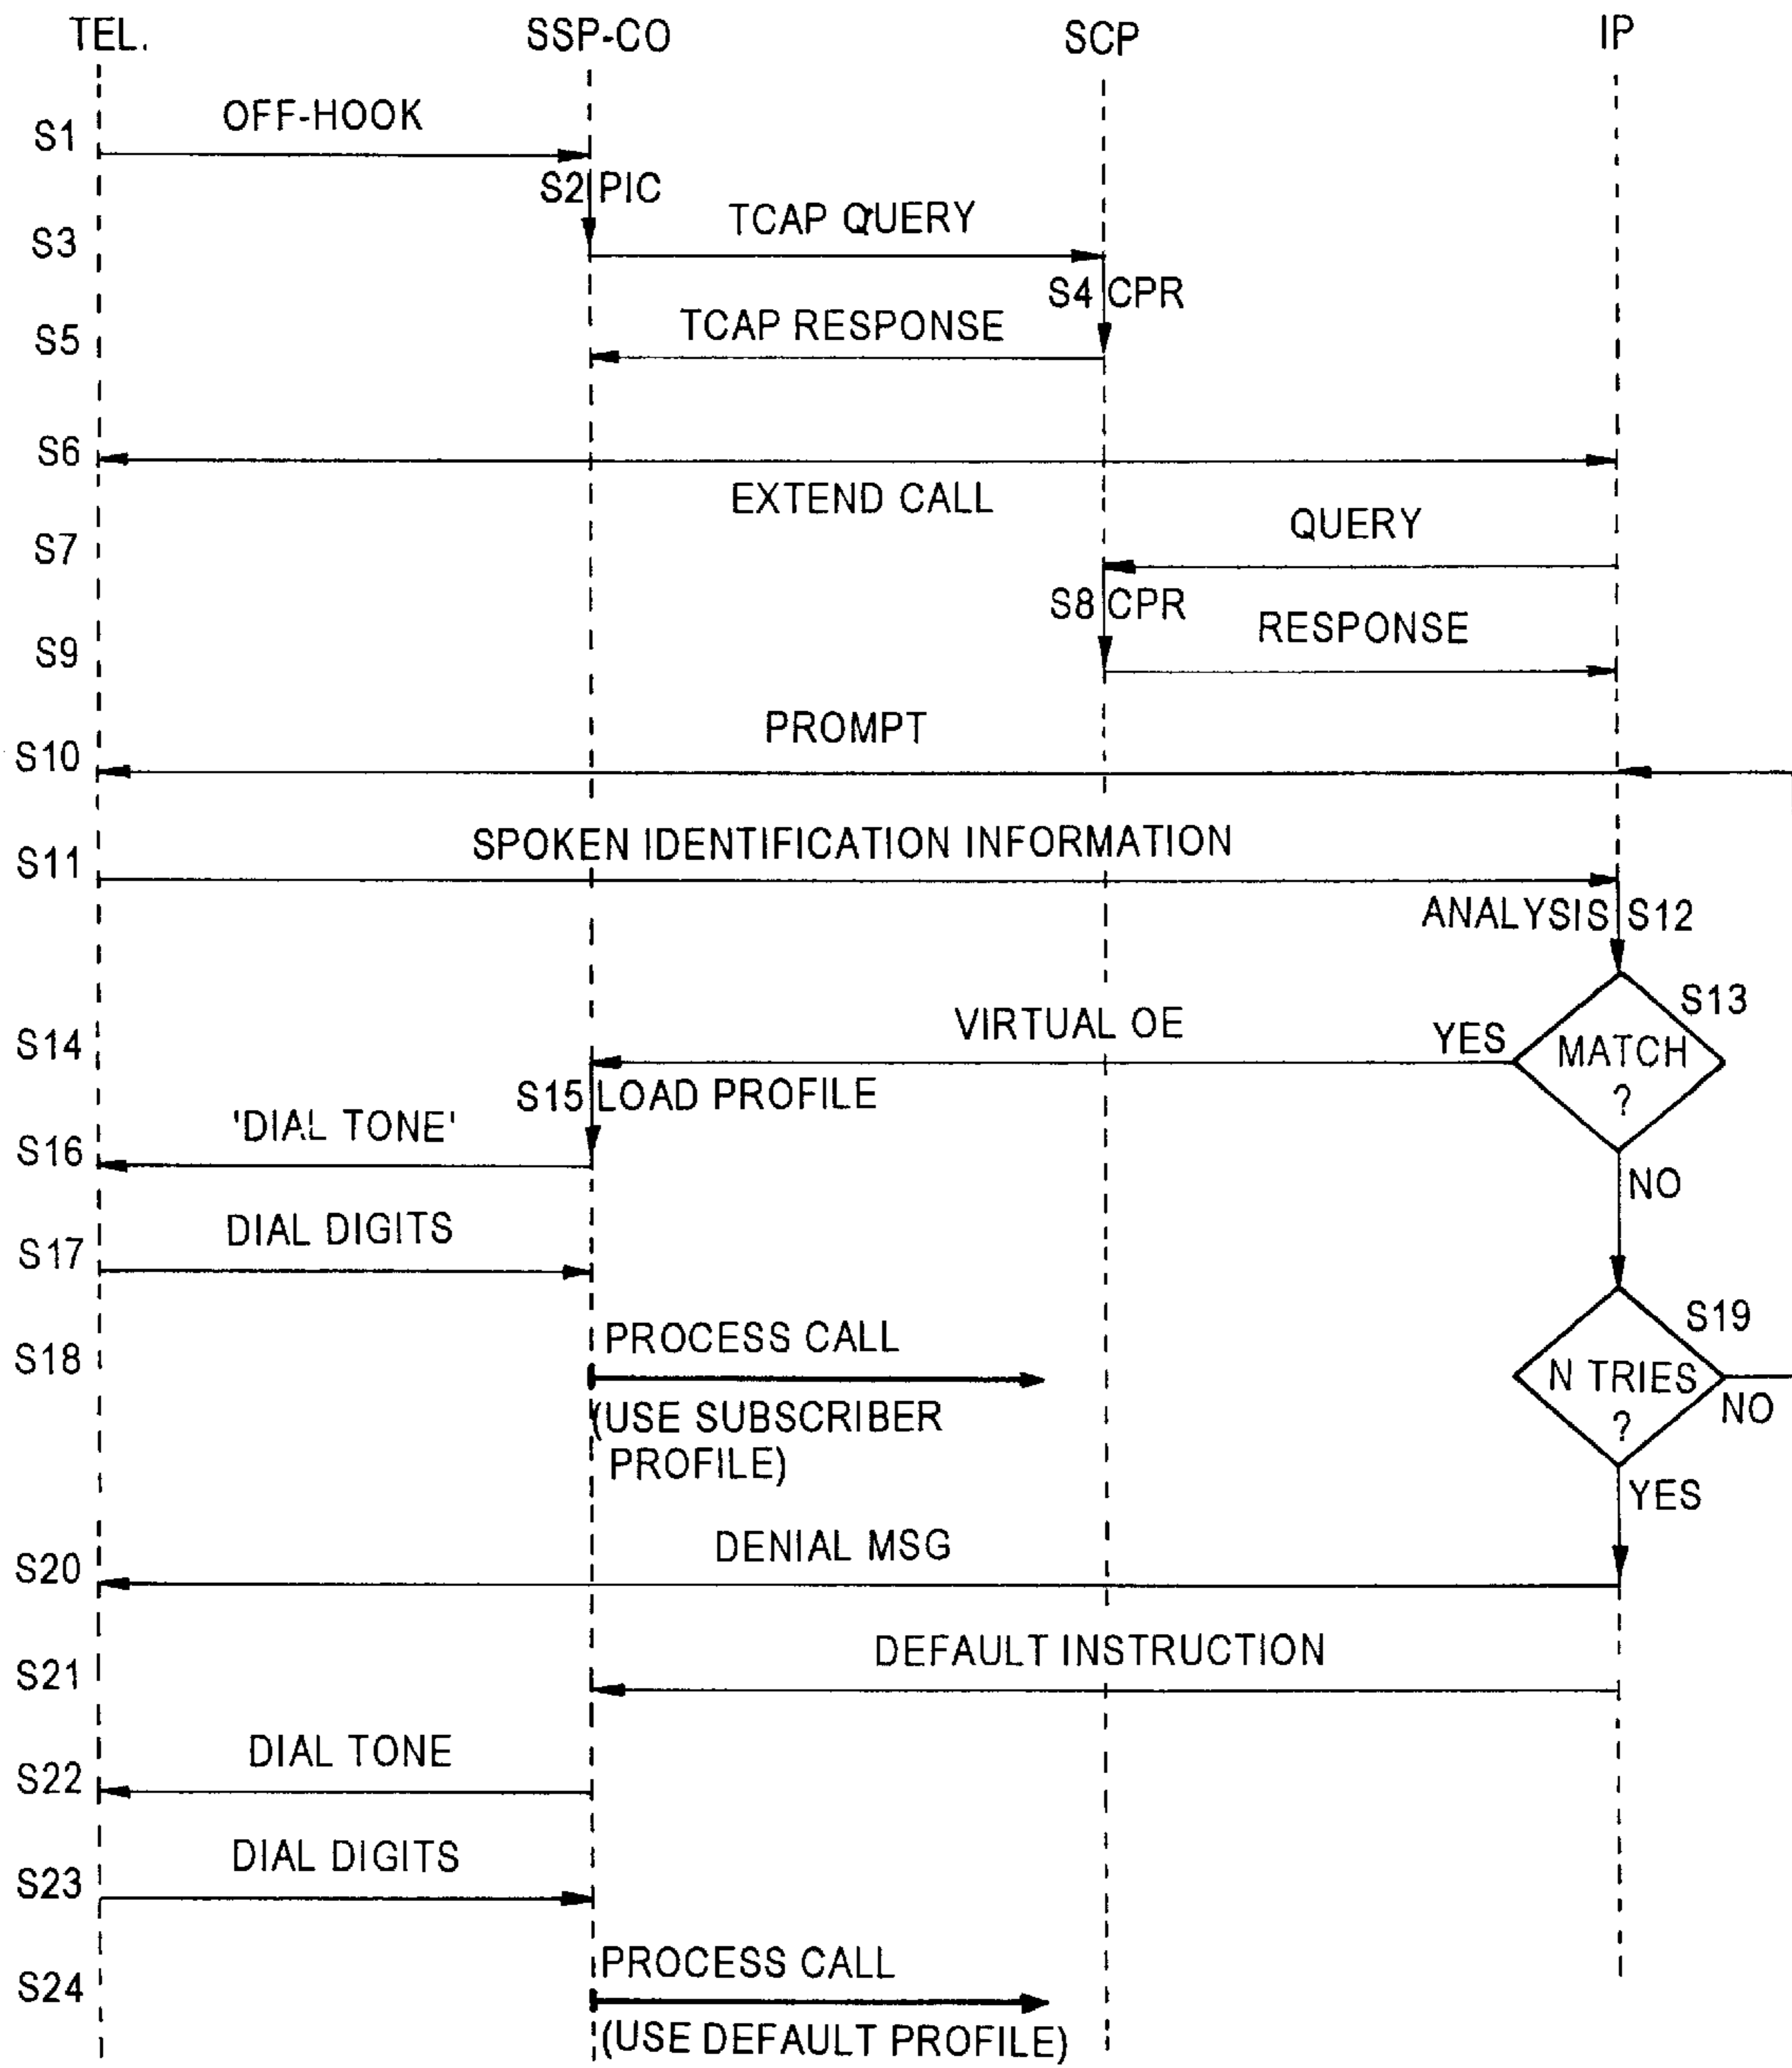 TEL. SSP-CO SCP IP
OFF-HOOK
S1
S2 PIC
TCAP QUERY
S3
S4 CPR
TCAP RESPONSE
S5
S6
EXTEND CALL
QUERY
S7
S8 CPR
RESPONSE
S9
PROMPT
S10
SPOKEN IDENTIFICATION INFORMATION
S11
ANALYSIS S12
S13
VIRTUAL OE
YES
MATCH
?
S14
S15 LOAD PROFILE
'DIAL TONE'
S16
NO
DIAL DIGITS
S17
S19
PROCESS CALL
S18
N TRIES
?
NO
(USE SUBSCRIBER
PROFILE)
YES
DENIAL MSG
S20
DEFAULT INSTRUCTION
S21
DIAL TONE
S22
DIAL DIGITS
S23
PROCESS CALL
S24
(USE DEFAULT PROFILE)